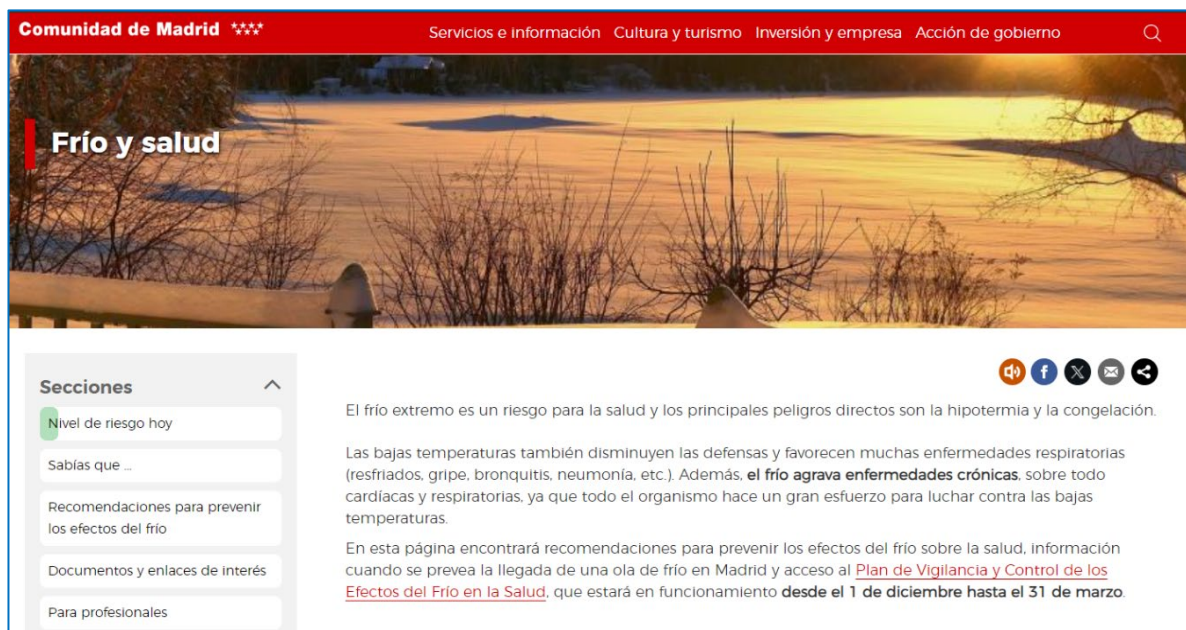 Comunidad de Madrid
Servicios e información Cultura y turismo Inversión y empresa Acción de gobierno
Frío y salud
Secciones
Nivel de riesgo hoy
Sabías que ...
Recomendaciones para prevenir
los efectos del frío
Documentos y enlaces de interés
Para profesionales
El frío extremo es un riesgo para la salud y los principales peligros directos son la hipotermia y la congelación.
Las bajas temperaturas también disminuyen las defensas y favorecen muchas enfermedades respiratorias
(resfriados, gripe, bronquitis, neumonía, etc.). Además, el frío agrava enfermedades crónicas, sobre todo
cardíacas y respiratorias, ya que todo el organismo hace un gran esfuerzo para luchar contra las bajas
temperaturas.
En esta página encontrará recomendaciones para prevenir los efectos del frío sobre la salud, información
cuando se prevea la llegada de una ola de frío en Madrid y acceso al Plan de Vigilancia y Control de los
Efectos del Frío en la Salud, que estará en funcionamiento desde el 1 de diciembre hasta el 31 de marzo.